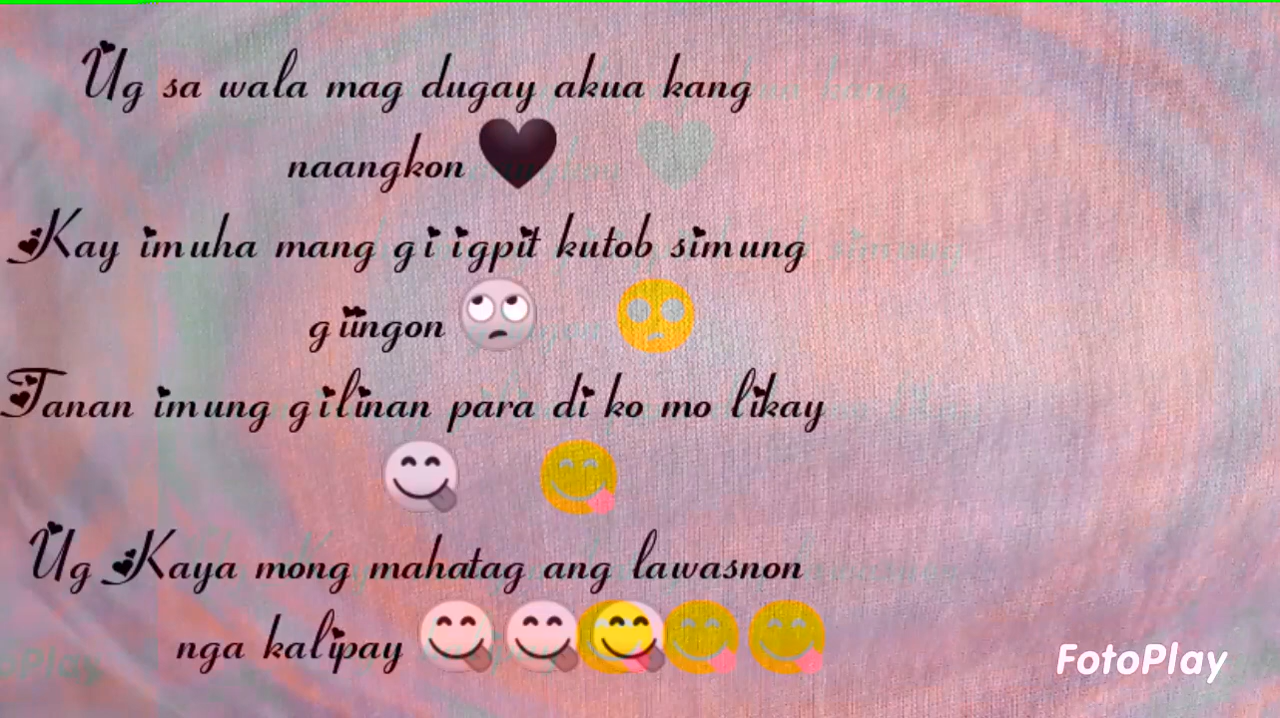 Ug sa wala mag dugay akua kang
naangkon 🖤
Kay imuha mang gi igpit kutob simung
giingon 🙄 🙄
Tanan imung gilinan para di ko mo likay
😋 😋
Ug Kaya mong mahatag ang lawasnon
nga kalipay 😋😋😋😋😋
FotoPlay